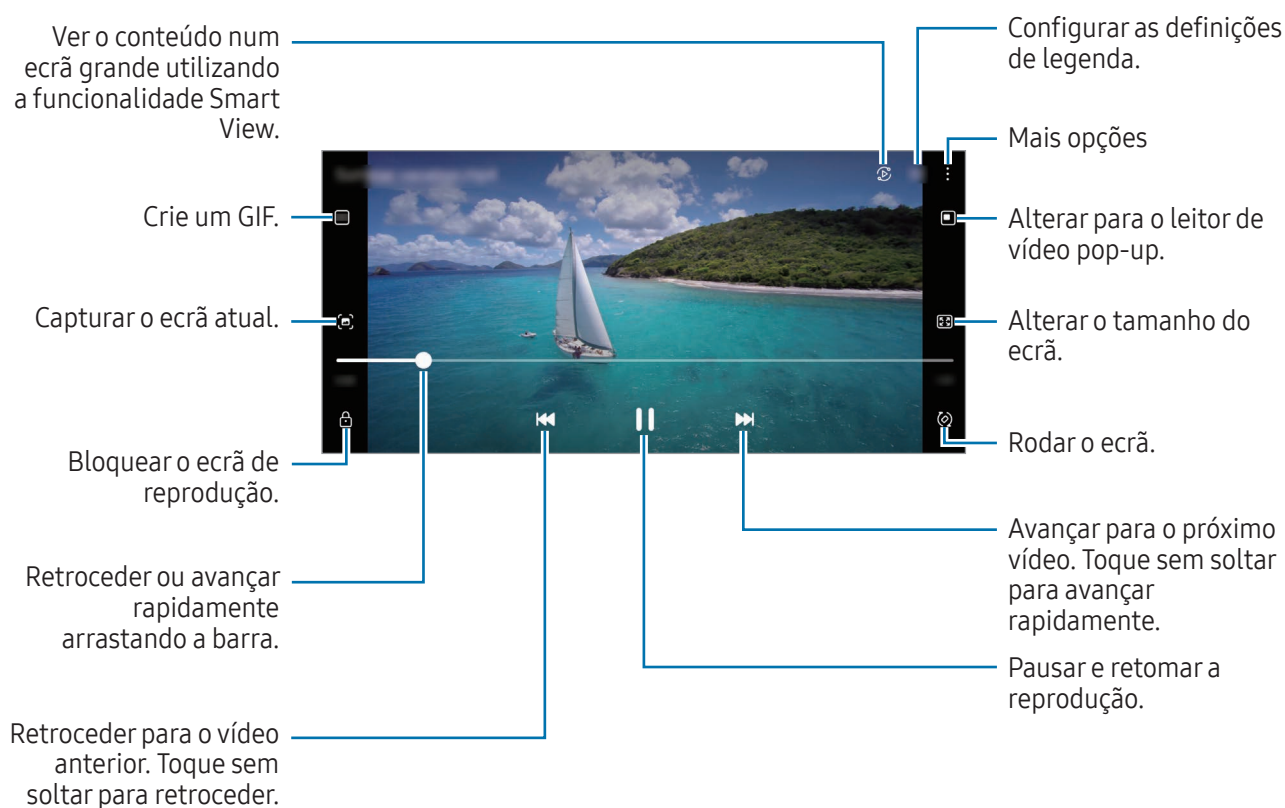 Ver o conteúdo num
ecrã grande utilizando
a funcionalidade Smart
View.
Configurar as definições
de legenda.
Mais opções
Crie um GIF.
Alterar para o leitor de
vídeo pop-up.
Capturar o ecrã atual.
Alterar o tamanho do
ecrã.
Bloquear o ecrã de
reprodução.
Rodar o ecrã.
Retroceder ou avançar
rapidamente
arrastando a barra.
Avançar para o próximo
vídeo. Toque sem soltar
para avançar
rapidamente.
Pausar e retomar a
reprodução.
Retroceder para o vídeo
anterior. Toque sem
soltar para retroceder.